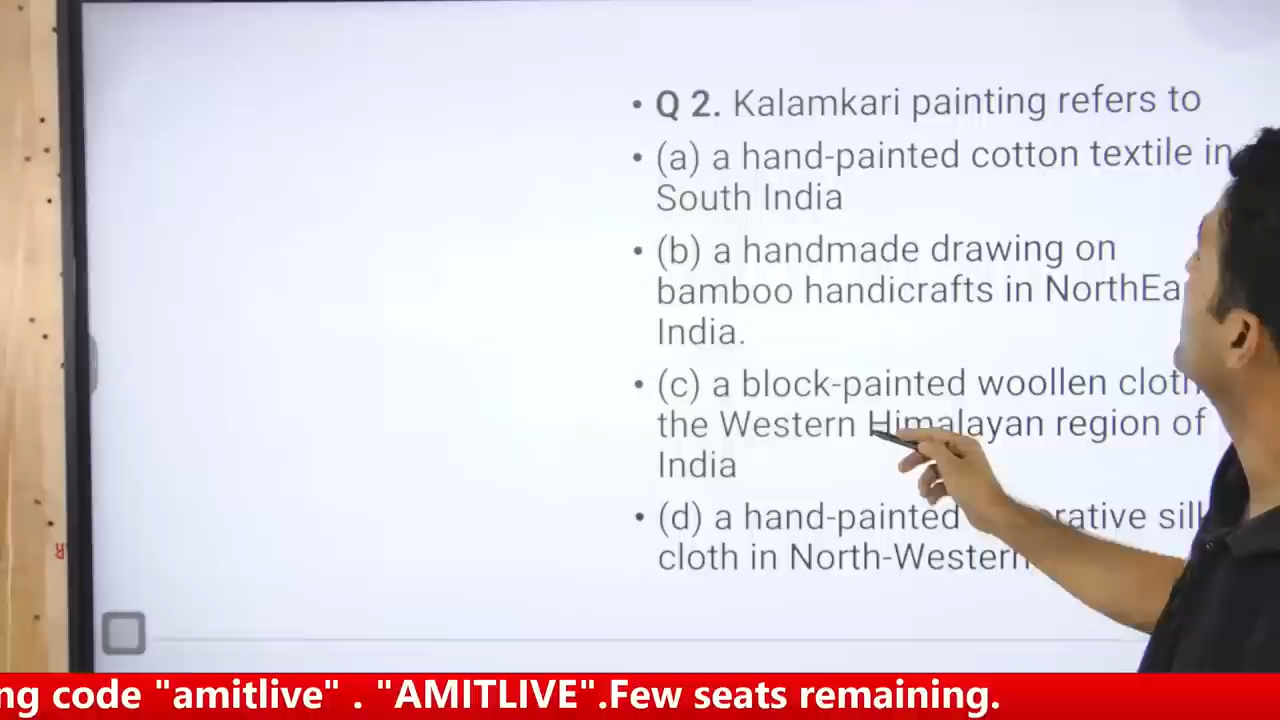 • Q 2. Kalamkari painting refers to
• (a) a hand-painted cotton textile in
South India
• (b) a handmade drawing on
bamboo handicrafts in NorthEa
India.
• (c) a block-painted woollen cloth
the Western Himalayan region of
India
• (d) a hand-painted
cloth in North-Western
ng code "amitlive" . "AMITLIVE".Few seats remaining.